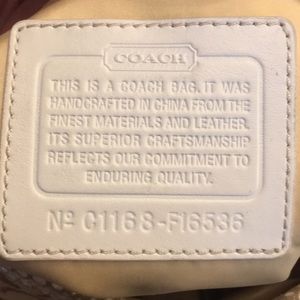 COACH
THIS IS A COACH BAG. IT WAS
HANDCRAFTED IN CHINA FROM THE
FINEST MATERIALS AND LEATHER.
ITS SUPERIOR CRAFTSMANSHIP
REFLECTS OUR COMMITMENT TO
ENDURING QUALITY.
Nº C1168-F16536